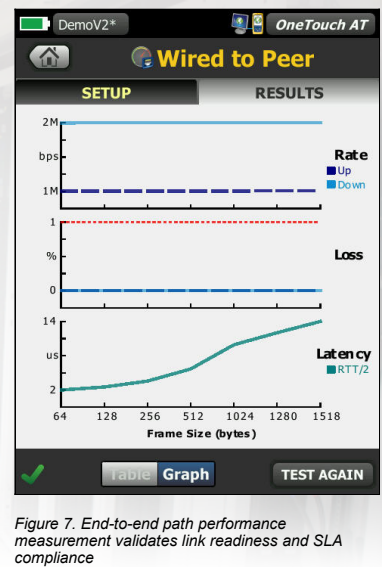 DemoV2*
OneTouch AT
Wired to Peer
SETUP
RESULTS
2M
bps
1M
Rate
Up
Down
1
%
0
Loss
14
us
2
Latency
RTT/2
64 128 256 512 1024 1280 1518
Frame Size (bytes)
Table Graph
TEST AGAIN
Figure 7. End-to-end path performance
measurement validates link readiness and SLA
compliance